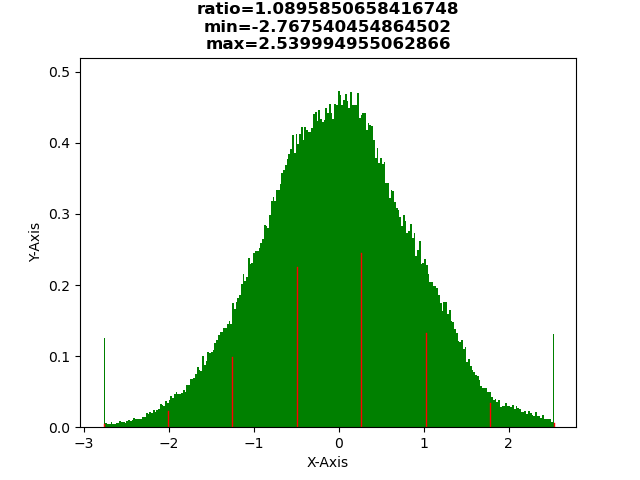 ratio=1.0895850658416748
min=-2.767540454864502
max=2.539994955062866
0.5
0.4
0.3
0.2
0.1
0.0
Y-Axis
−3 −2 −1 0 1 2
X-Axis